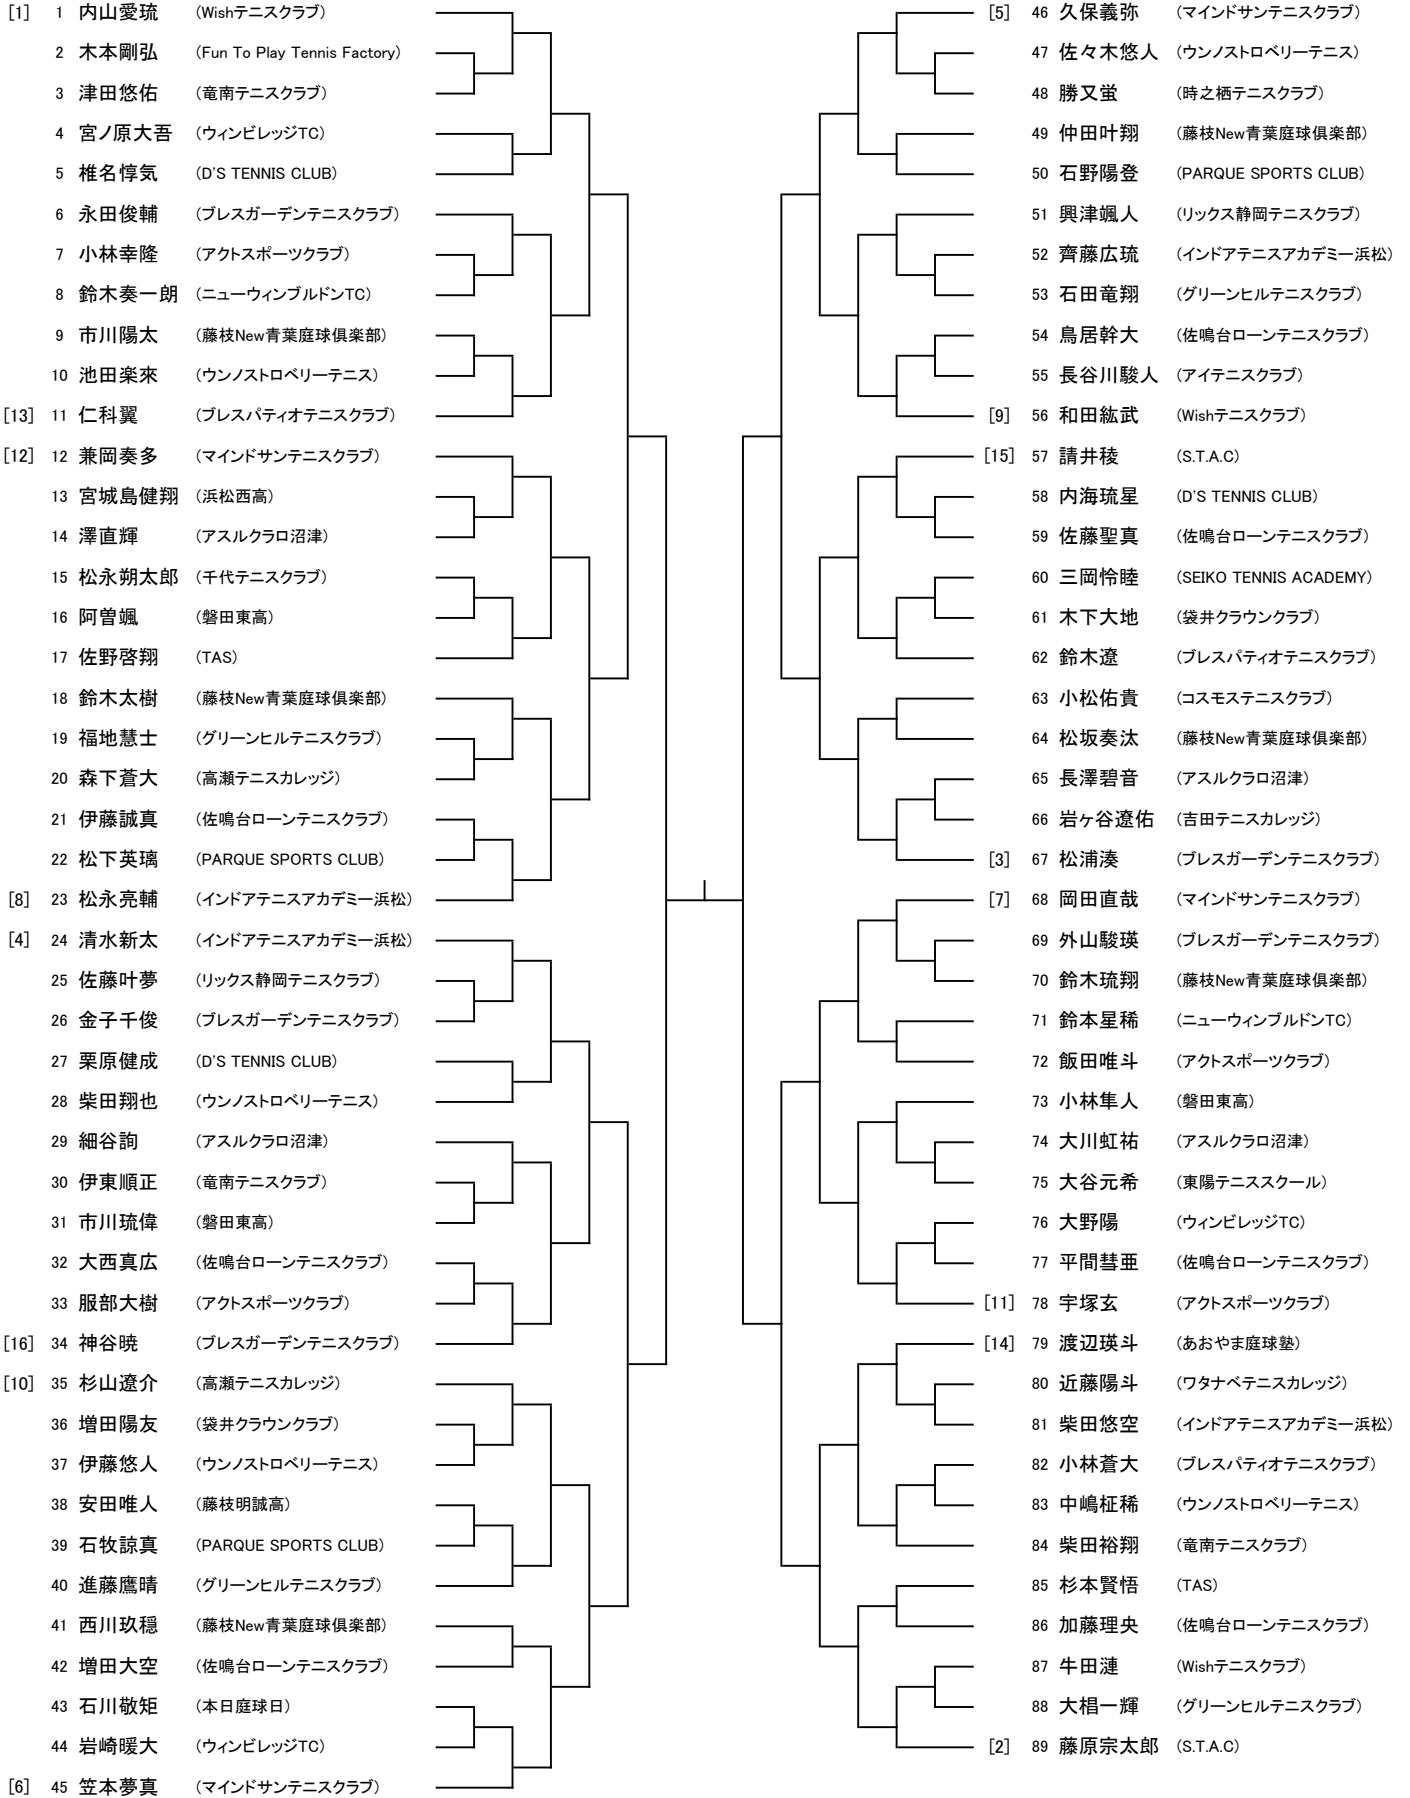 [1] 1 内山愛琉 (Wishテニスクラブ)
2 木本剛弘 (Fun To Play Tennis Factory)
3 津田悠佑 (竜南テニスクラブ)
4 宮ノ原大吾 (ウィンビレッジTC)
5 椎名惇気 (D'S TENNIS CLUB)
6 永田俊輔 (ブレスガーデンテニスクラブ)
7 小林幸隆 (アクトスポーツクラブ)
8 鈴木奏一朗 (ニューウィンブルドンTC)
9 市川陽太 (藤枝New青葉庭球倶楽部)
10 池田楽來 (ウンノストロベリーテニス)
[13] 11 仁科翼 (ブレスパティオテニスクラブ)
[12] 12 兼岡奏多 (マインドサンテニスクラブ)
13 宮城島健翔 (浜松西高)
14 澤直輝 (アスルクラロ沼津)
15 松永朔太郎 (千代テニスクラブ)
16 阿曽颯 (磐田東高)
17 佐野啓翔 (TAS)
18 鈴木太樹 (藤枝New青葉庭球倶楽部)
19 福地慧士 (グリーンヒルテニスクラブ)
20 森下蒼大 (高瀬テニスカレッジ)
21 伊藤誠真 (佐鳴台ローンテニスクラブ)
22 松下英璃 (PARQUE SPORTS CLUB)
[8] 23 松永亮輔 (インドアテニスアカデミー浜松)
[4] 24 清水新太 (インドアテニスアカデミー浜松)
25 佐藤叶夢 (リックス静岡テニスクラブ)
26 金子千俊 (ブレスガーデンテニスクラブ)
27 栗原健成 (D'S TENNIS CLUB)
28 柴田翔也 (ウンノストロベリーテニス)
29 細谷詢 (アスルクラロ沼津)
30 伊東順正 (竜南テニスクラブ)
31 市川琉偉 (磐田東高)
32 大西真広 (佐鳴台ローンテニスクラブ)
33 服部大樹 (アクトスポーツクラブ)
[16] 34 神谷暁 (ブレスガーデンテニスクラブ)
[10] 35 杉山遼介 (高瀬テニスカレッジ)
36 増田陽友 (袋井クラウンクラブ)
37 伊藤悠人 (ウンノストロベリーテニス)
38 安田唯人 (藤枝明誠高)
39 石牧諒真 (PARQUE SPORTS CLUB)
40 進藤鷹晴 (グリーンヒルテニスクラブ)
41 西川玖穏 (藤枝New青葉庭球倶楽部)
42 増田大空 (佐鳴台ローンテニスクラブ)
43 石川敬矩 (本日庭球日)
44 岩崎暖大 (ウィンビレッジTC)
[6] 45 笠本夢真 (マインドサンテニスクラブ)
[5] 46 久保義弥 (マインドサンテニスクラブ)
47 佐々木悠人 (ウンノストロベリーテニス)
48 勝又蛍 (時之栖テニスクラブ)
49 仲田叶翔 (藤枝New青葉庭球倶楽部)
50 石野陽登 (PARQUE SPORTS CLUB)
51 興津颯人 (リックス静岡テニスクラブ)
52 齊藤広琉 (インドアテニスアカデミー浜松)
53 石田竜翔 (グリーンヒルテニスクラブ)
54 鳥居幹大 (佐鳴台ローンテニスクラブ)
55 長谷川駿人 (アイテニスクラブ)
[9] 56 和田紘武 (Wishテニスクラブ)
[15] 57 請井稜 (S.T.A.C)
58 内海琉星 (D'S TENNIS CLUB)
59 佐藤聖真 (佐鳴台ローンテニスクラブ)
60 三岡怜睦 (SEIKO TENNIS ACADEMY)
61 木下大地 (袋井クラウンクラブ)
62 鈴木遼 (ブレスパティオテニスクラブ)
63 小松佑貴 (コスモステニスクラブ)
64 松坂奏汰 (藤枝New青葉庭球倶楽部)
65 長澤碧音 (アスルクラロ沼津)
66 岩ヶ谷遼佑 (吉田テニスカレッジ)
[3] 67 松浦湊 (ブレスガーデンテニスクラブ)
[7] 68 岡田直哉 (マインドサンテニスクラブ)
69 外山駿瑛 (ブレスガーデンテニスクラブ)
70 鈴木琉翔 (藤枝New青葉庭球倶楽部)
71 鈴木星稀 (ニューウィンブルドンTC)
72 飯田唯斗 (アクトスポーツクラブ)
73 小林隼人 (磐田東高)
74 大川虹祐 (アスルクラロ沼津)
75 大谷元希 (東陽テニススクール)
76 大野陽 (ウィンビレッジTC)
77 平間彗亜 (佐鳴台ローンテニスクラブ)
[11] 78 宇塚玄 (アクトスポーツクラブ)
[14] 79 渡辺瑛斗 (あおやま庭球塾)
80 近藤陽斗 (ワタナベテニスカレッジ)
81 柴田悠空 (インドアテニスアカデミー浜松)
82 小林蒼大 (ブレスパティオテニスクラブ)
83 中嶋柾稀 (ウンノストロベリーテニス)
84 柴田裕翔 (竜南テニスクラブ)
85 杉本賢悟 (TAS)
86 加藤理央 (佐鳴台ローンテニスクラブ)
87 牛田漣 (Wishテニスクラブ)
88 大椙一輝 (グリーンヒルテニスクラブ)
[2] 89 藤原宗太郎 (S.T.A.C)